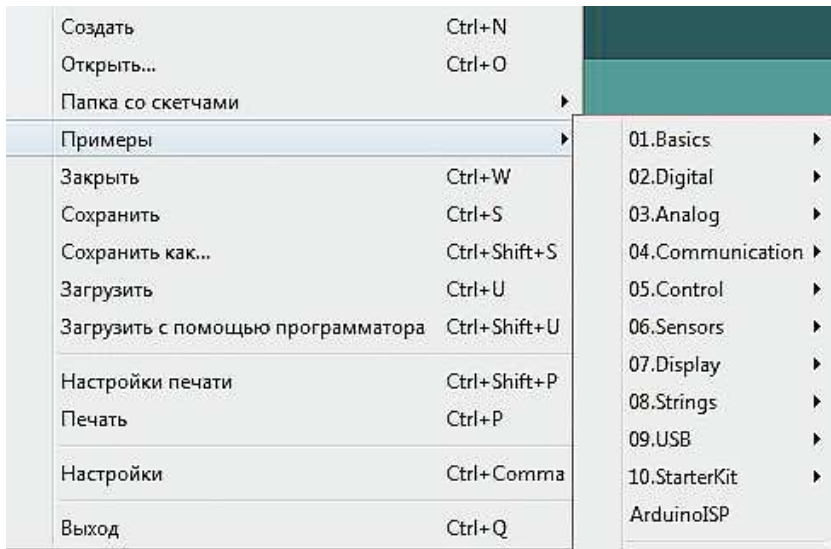 Создать Ctrl+N
Открыть... Ctrl+O
Папка со скетчами
Примеры
Закрыть Ctrl+W
Сохранить Ctrl+S
Сохранить как... Ctrl+Shift+S
Загрузить Ctrl+U
Загрузить с помощью программатора Ctrl+Shift+U
Настройки печати Ctrl+Shift+P
Печать Ctrl+P
Настройки Ctrl+Comma
Выход Ctrl+Q
01.Basics
02.Digital
03.Analog
04.Communication
05.Control
06.Sensors
07.Display
08.Strings
09.USB
10.StarterKit
ArduinoISP